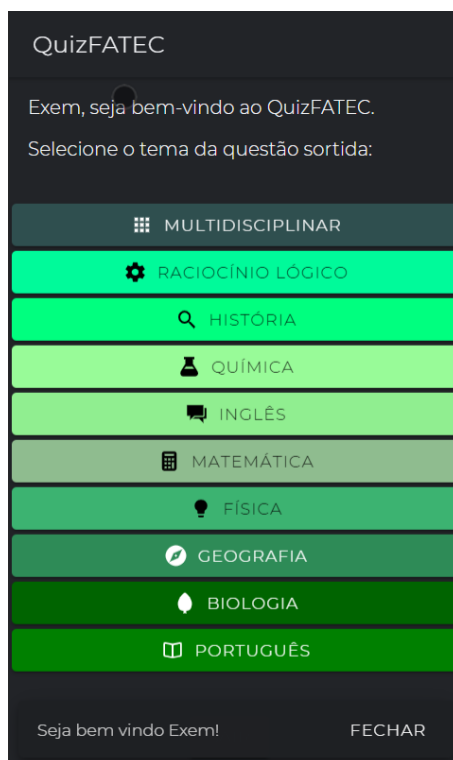 QuizFATEC
Exem, seja bem-vindo ao QuizFATEC.
Selecione o tema da questão sortida:
MULTIDISCIPLINAR
RACIOCÍNIO LÓGICO
HISTÓRIA
QUÍMICA
INGLÊS
MATEMÁTICA
FÍSICA
GEOGRAFIA
BIOLOGIA
PORTUGUÊS
Seja bem vindo Exem! FECHAR